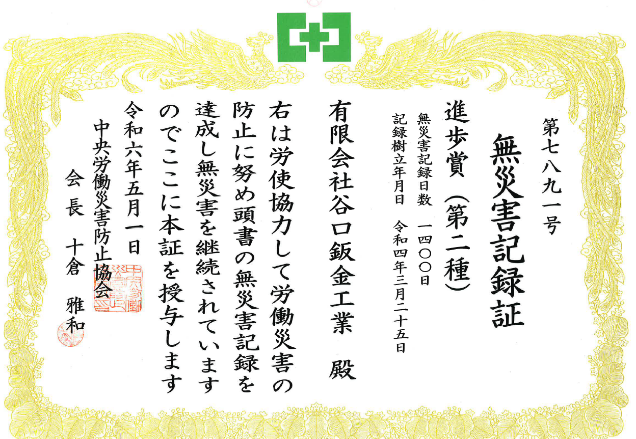 第七八九一号
無災害記録証
進歩賞（第二種）
無災害記録日数　一四〇〇日
記録樹立年月日　令和四年三月二十五日
有限会社谷口鈑金工業　殿
右は労使協力して労働災害の
防止に努め頭書の無災害記録を
達成し無災害を継続されています
のでここに本証を授与します
令和六年五月一日
中央労働災害防止協会
会長　十倉　雅和